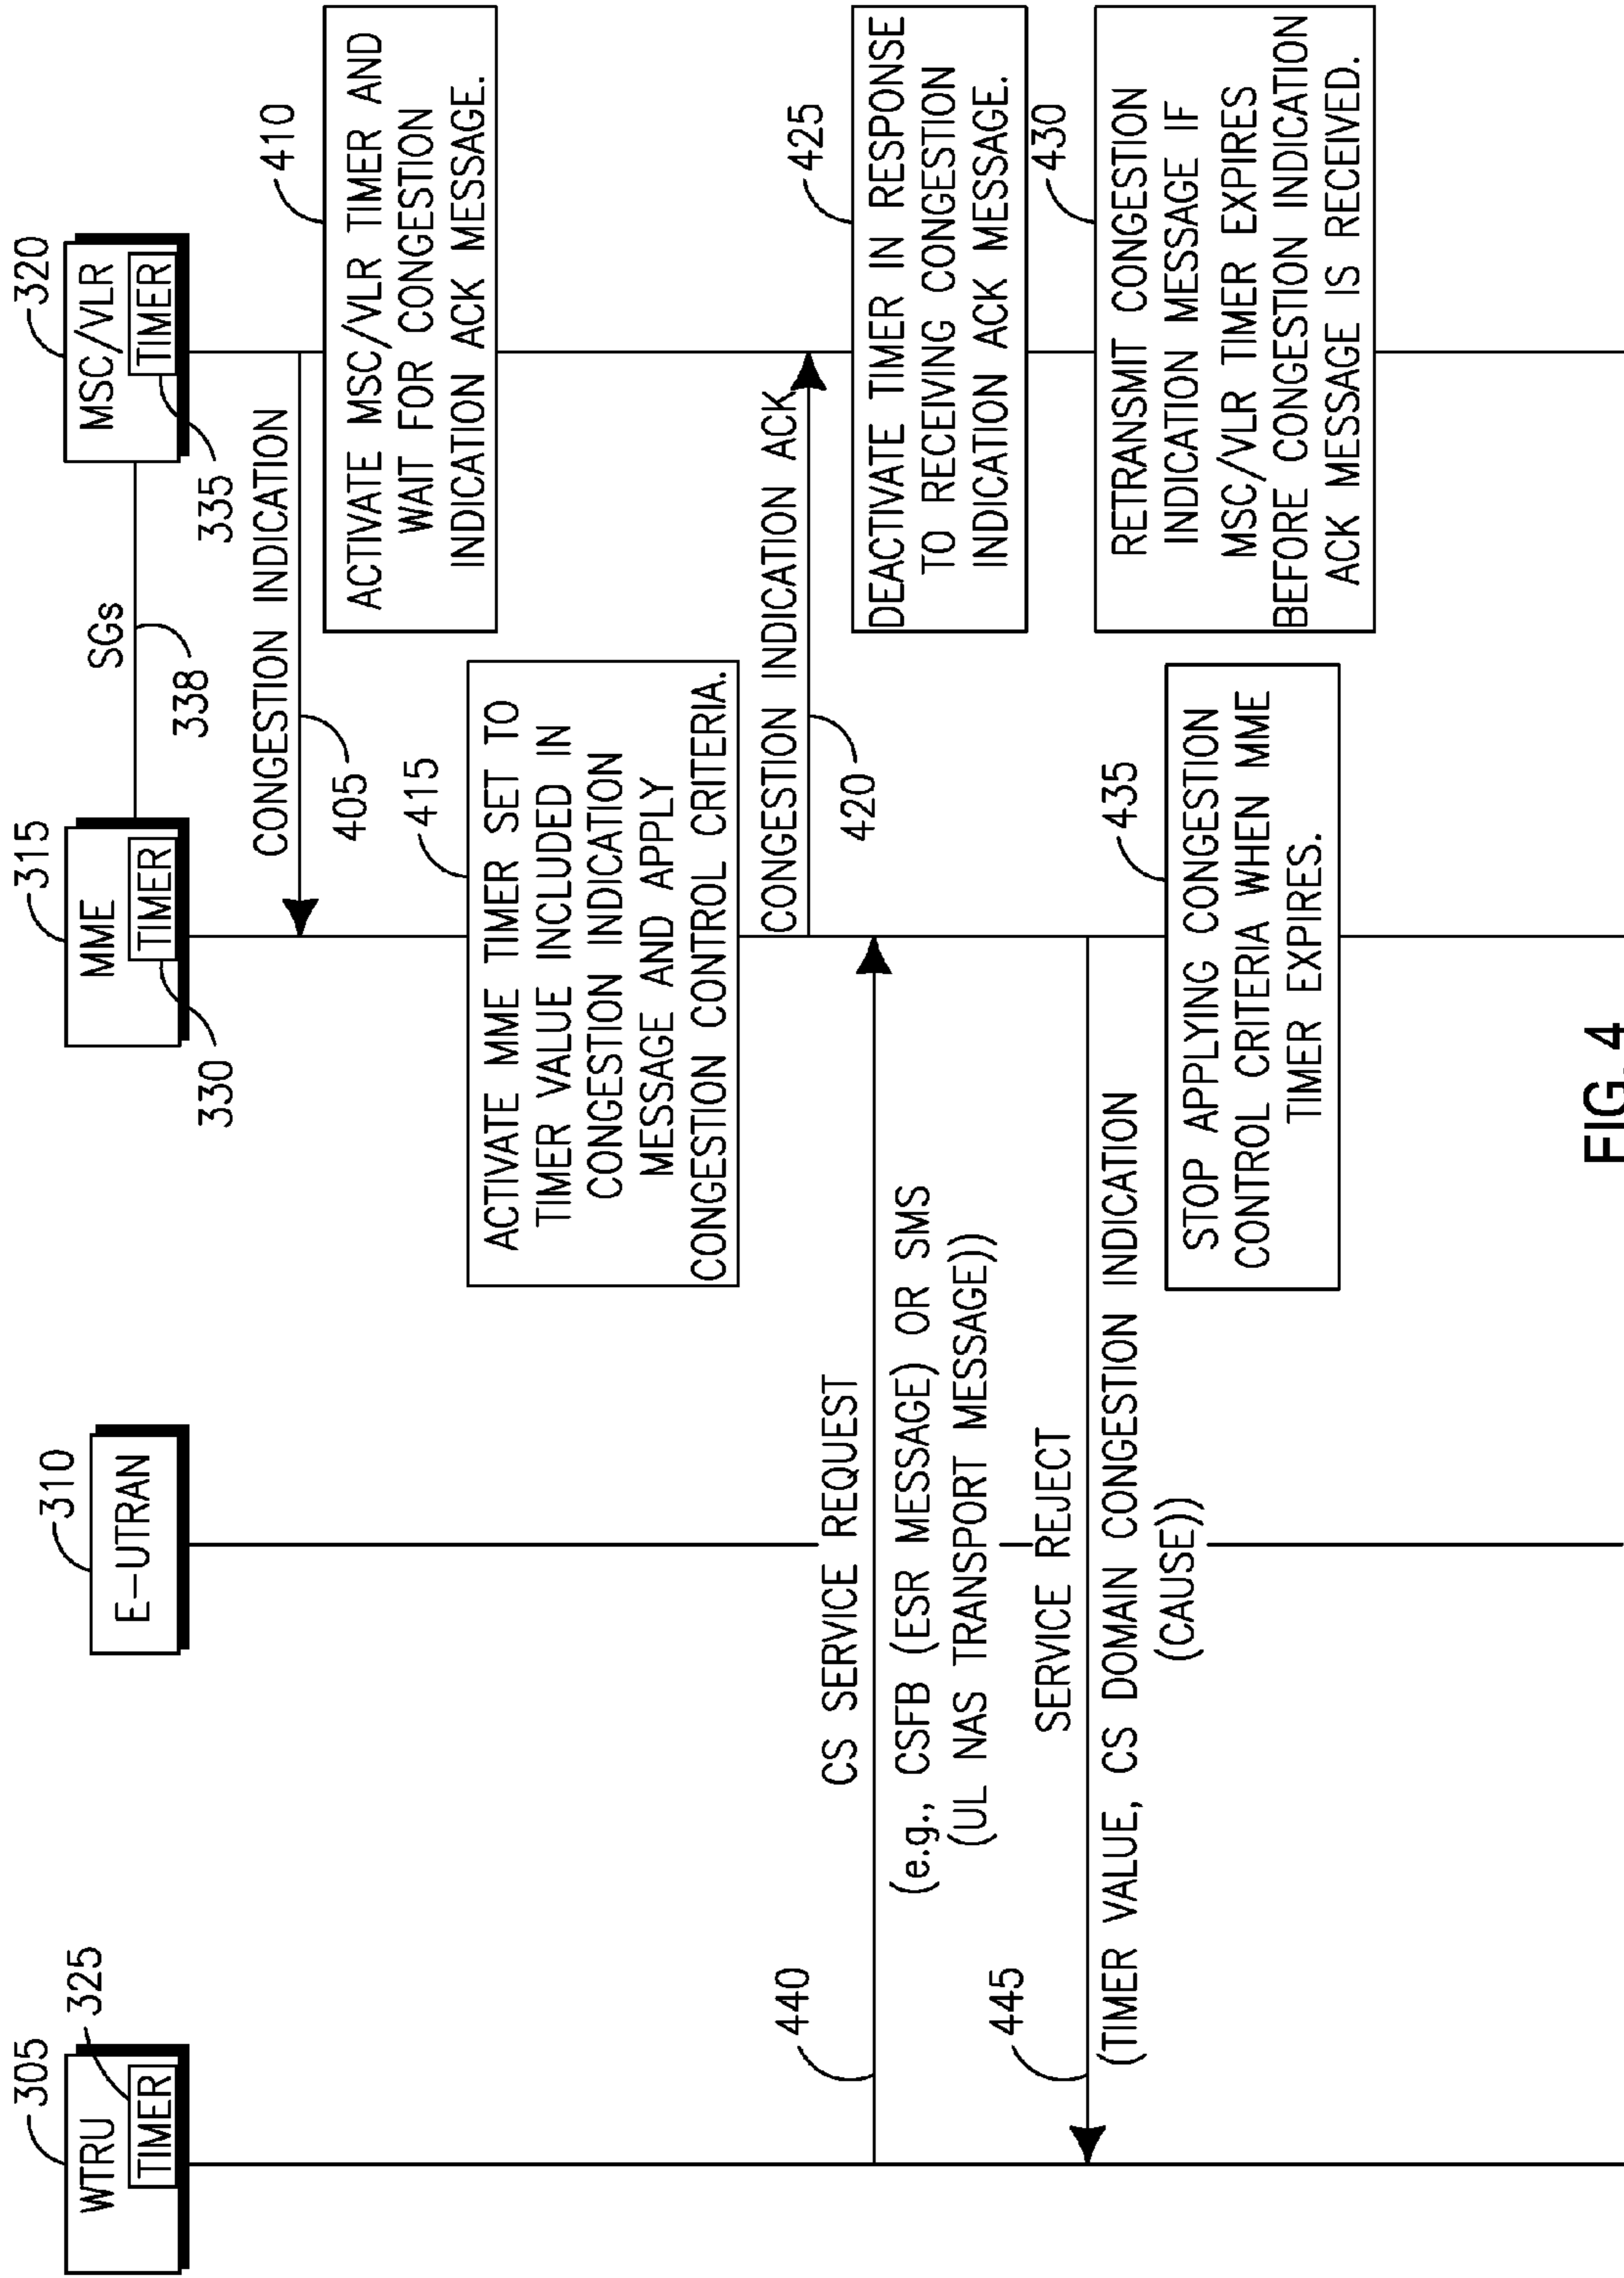 305
WTRU
TIMER
325
310
E-UTRAN
315
MME
TIMER
330
SGs
338
320
MSC/VLR
TIMER
335
CONGESTION INDICATION
405
410
ACTIVATE MSC/VLR TIMER AND
WAIT FOR CONGESTION
INDICATION ACK MESSAGE.
415
ACTIVATE MME TIMER SET TO
TIMER VALUE INCLUDED IN
CONGESTION INDICATION
MESSAGE AND APPLY
CONGESTION CONTROL CRITERIA.
CONGESTION INDICATION ACK
420
425
DEACTIVATE TIMER IN RESPONSE
TO RECEIVING CONGESTION
INDICATION ACK MESSAGE.
440
CS SERVICE REQUEST
(e.g., CSFB (ESR MESSAGE) OR SMS
(UL NAS TRANSPORT MESSAGE))
430
RETRANSMIT CONGESTION
INDICATION MESSAGE IF
MSC/VLR TIMER EXPIRES
BEFORE CONGESTION INDICATION
ACK MESSAGE IS RECEIVED.
445
SERVICE REJECT
(TIMER VALUE, CS DOMAIN CONGESTION INDICATION
(CAUSE))
435
STOP APPLYING CONGESTION
CONTROL CRITERIA WHEN MME
TIMER EXPIRES.
FIG. 4